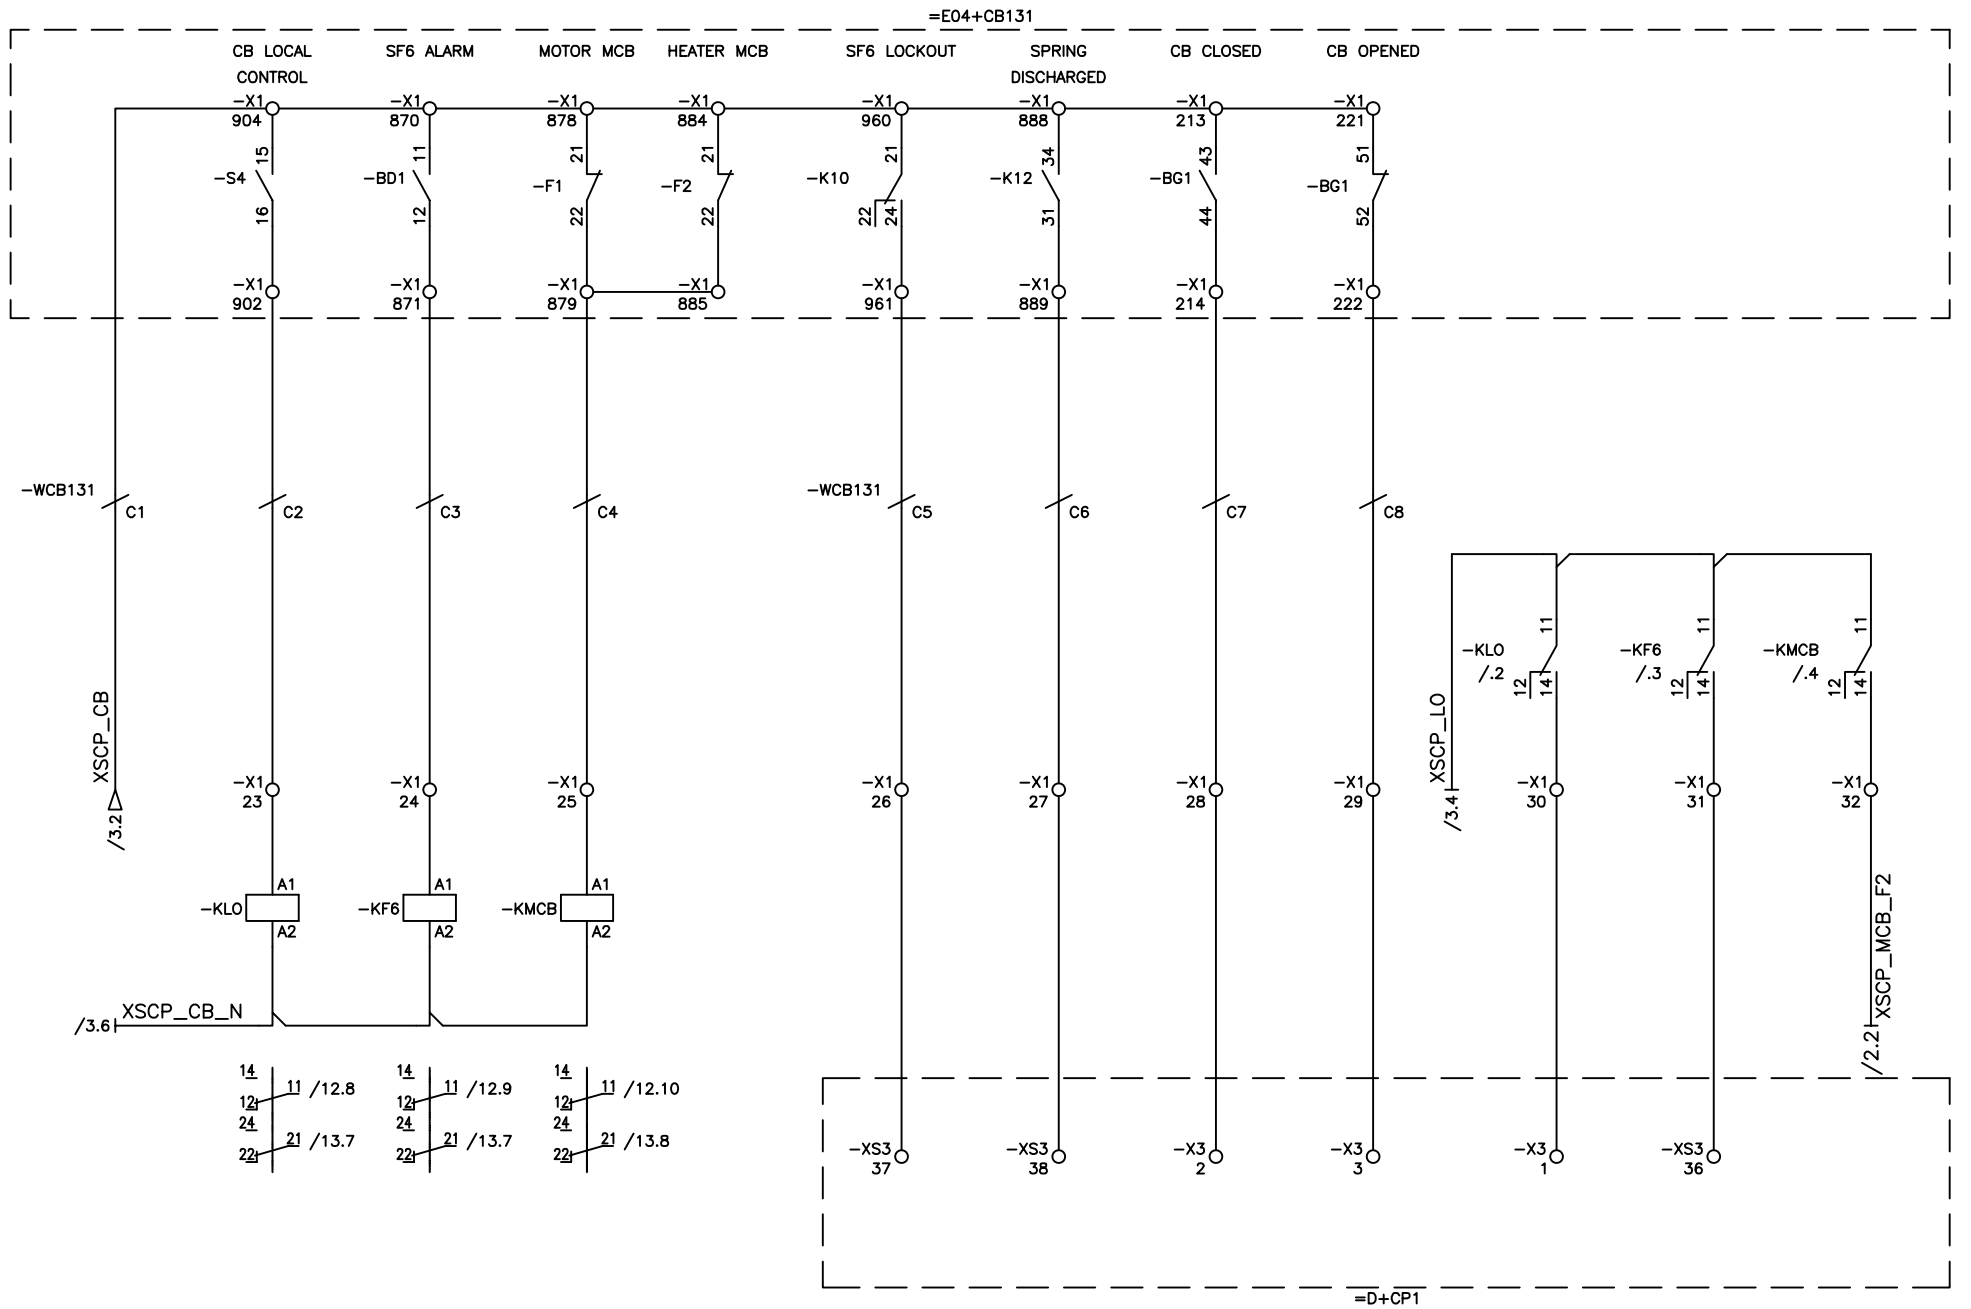 =E04+CB131
CB LOCAL
CONTROL
SF6 ALARM
MOTOR MCB
HEATER MCB
SF6 LOCKOUT
SPRING
DISCHARGED
CB CLOSED
CB OPENED
-X1
904
-X1
870
-X1
878
-X1
884
-X1
960
-X1
888
-X1
213
-X1
221
15
-S4
16
11
-BD1
12
21
-F1
22
21
-F2
22
21
-K10
22
24
34
-K12
31
43
-BG1
44
51
-BG1
52
-X1
902
-X1
871
-X1
879
-X1
885
-X1
961
-X1
889
-X1
214
-X1
222
-WCB131
C1
C2
C3
C4
-WCB131
C5
C6
C7
C8
11
-KLO
/.2
12
14
11
-KF6
/.3
12
14
11
-KMCB
/.4
12
14
XSCP_CB
/3.2
XSCP_LO
/3.4
-X1
23
-X1
24
-X1
25
-X1
26
-X1
27
-X1
28
-X1
29
-X1
30
-X1
31
-X1
32
A1
-KLO
A2
A1
-KF6
A2
A1
-KMCB
A2
XSCP_MCB_F2
/2.2
XSCP_CB_N
/3.6
14
11 /12.8
12
24
21 /13.7
22
14
11 /12.9
12
24
21 /13.7
22
14
11 /12.10
12
24
21 /13.8
22
-XS3
37
-XS3
38
-X3
2
-X3
3
-X3
1
-XS3
36
=D+CP1